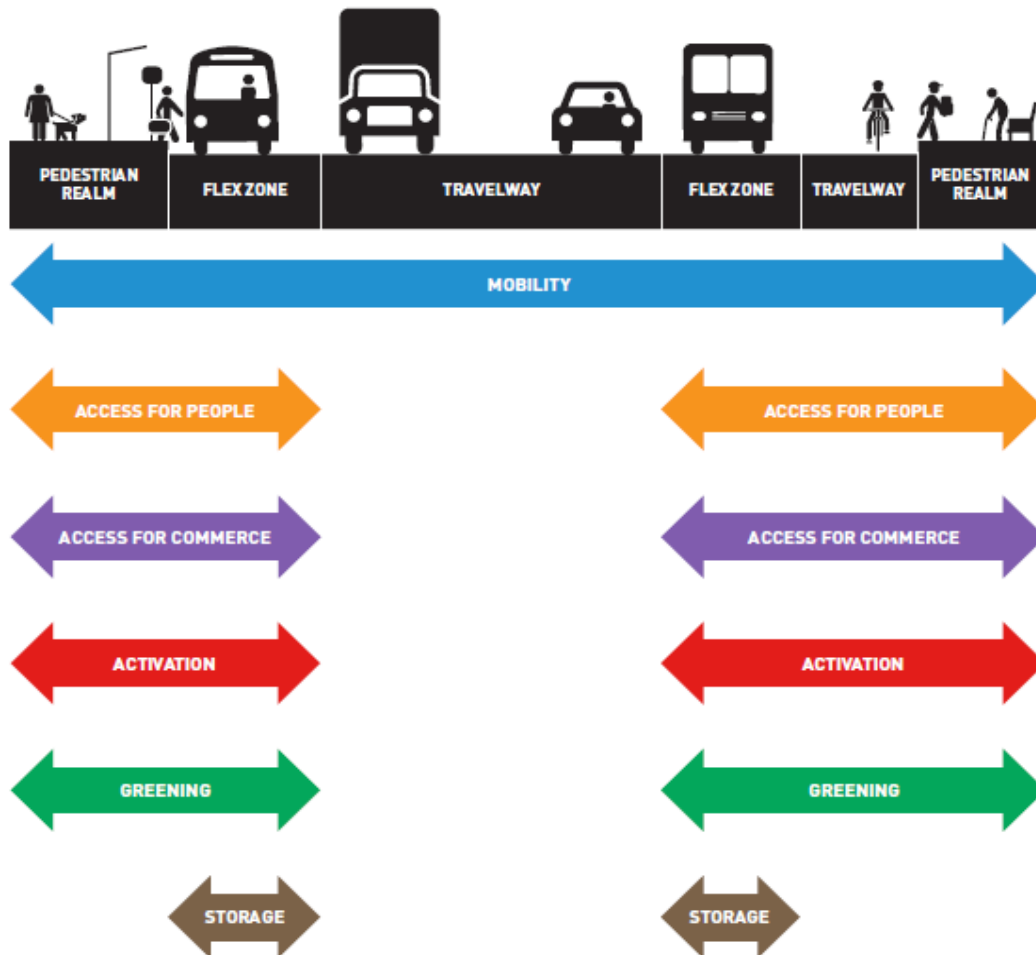 PEDESTRIAN
REALM
FLEX ZONE
TRAVELWAY
FLEX ZONE
TRAVELWAY
PEDESTRIAN
REALM
MOBILITY
ACCESS FOR PEOPLE
ACCESS FOR PEOPLE
ACCESS FOR COMMERCE
ACCESS FOR COMMERCE
ACTIVATION
ACTIVATION
GREENING
GREENING
STORAGE
STORAGE